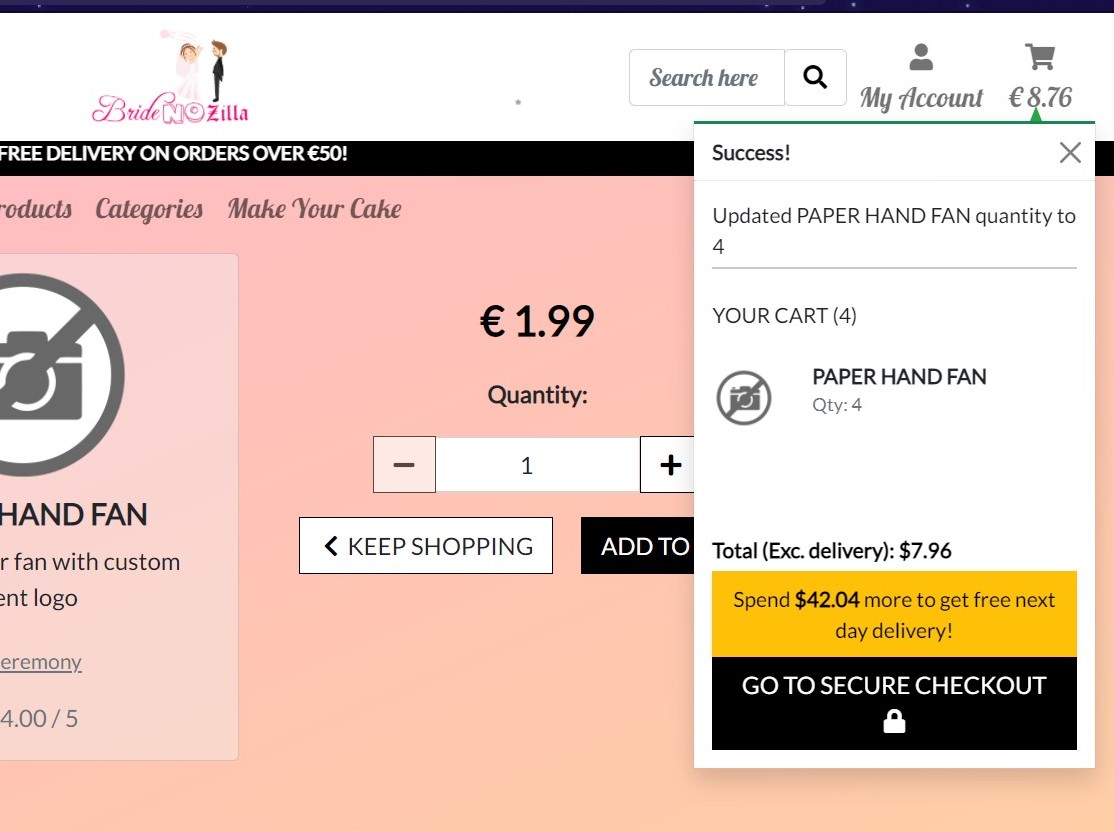 BrideNOZilla
Search here
My Account
€ 8.76
FREE DELIVERY ON ORDERS OVER €50!
roducts Categories Make Your Cake
Success!
Updated PAPER HAND FAN quantity to
4
YOUR CART (4)
PAPER HAND FAN
Qty: 4
Total (Exc. delivery): $7.96
Spend $42.04 more to get free next
day delivery!
GO TO SECURE CHECKOUT
€ 1.99
Quantity:
1
KEEP SHOPPING
ADD TO
HAND FAN
r fan with custom
ent logo
eremony
4.00 / 5